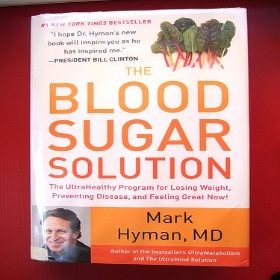 #1 NEW YORK TIMES BESTSELLER
"I hope Dr. Hyman's new
book will inspire you as he
has inspired me."
—PRESIDENT BILL CLINTON
THE
BLOOD
SUGAR
SOLUTION
The UltraHealthy Program for Losing Weight,
Preventing Disease, and Feeling Great Now!
Mark
Hyman, MD
Author of the bestsellers UltraMetabolism
and The UltraMind Solution